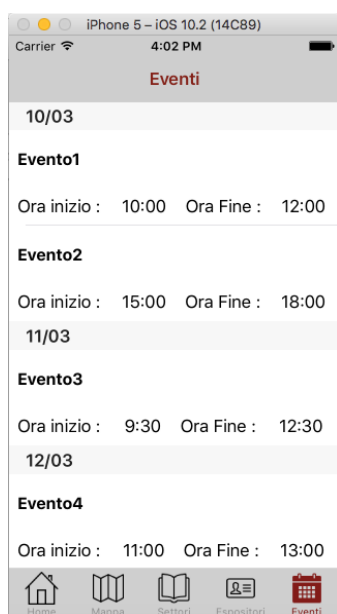 iPhone 5 – iOS 10.2 (14C89)
Carrier 4:02 PM
Eventi
10/03
Evento1
Ora inizio : 10:00 Ora Fine : 12:00
Evento2
Ora inizio : 15:00 Ora Fine : 18:00
11/03
Evento3
Ora inizio : 9:30 Ora Fine : 12:30
12/03
Evento4
Ora inizio : 11:00 Ora Fine : 13:00
Home Mappa Settori Espositori Eventi